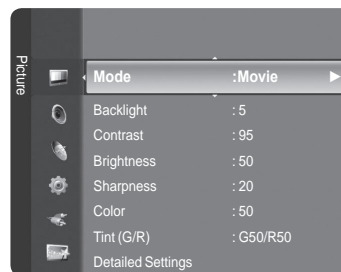 Picture
Mode :Movie
Backlight : 5
Contrast : 95
Brightness : 50
Sharpness : 20
Color : 50
Tint (G/R) : G50/R50
Detailed Settings